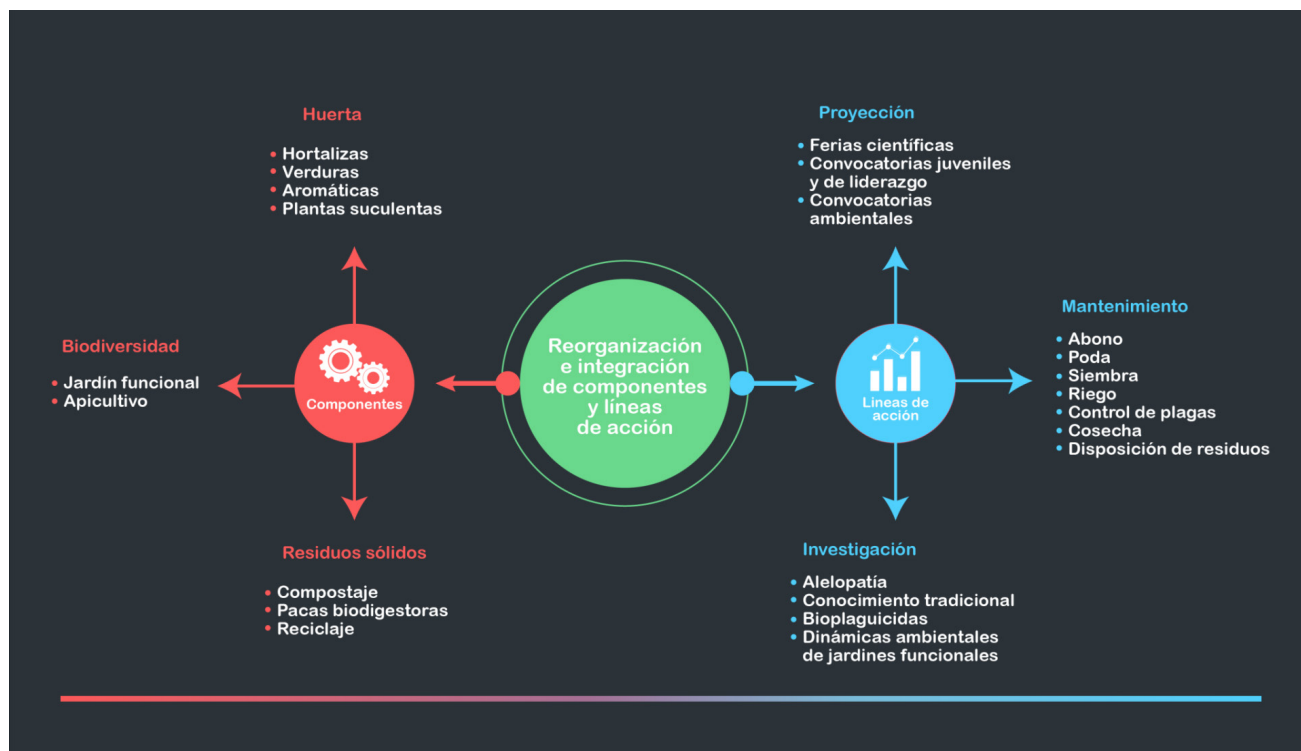 Huerta
• Hortalizas
• Verduras
• Aromáticas
• Plantas suculentas
Biodiversidad
• Jardín funcional
• Apicultivo
Componentes
Residuos sólidos
• Compostaje
• Pacas biodigestoras
• Reciclaje
Reorganización
e integración
de componentes
y líneas
de acción
Proyección
• Ferias científicas
• Convocatorias juveniles
y de liderazgo
• Convocatorias
ambientales
Líneas de
acción
Mantenimiento
• Abono
• Poda
• Siembra
• Riego
• Control de plagas
• Cosecha
• Disposición de residuos
Investigación
• Alelopatía
• Conocimiento tradicional
• Bioplaguicidas
• Dinámicas ambientales
de jardines funcionales